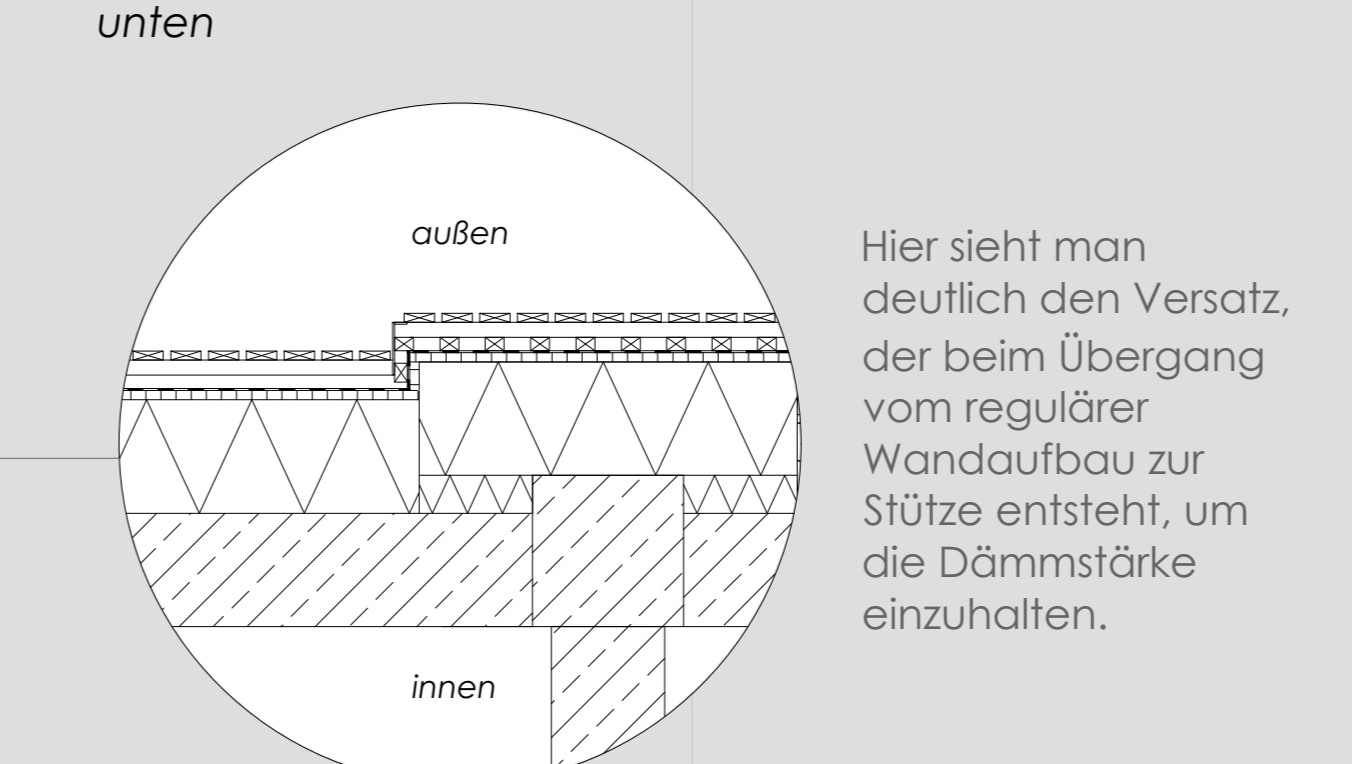 unten
außen
Hier sieht man
deutlich den Versatz,
der beim Übergang
vom regulärer
Wandaufbau zur
Stütze entsteht, um
die Dämmstärke
einzuhalten.
innen